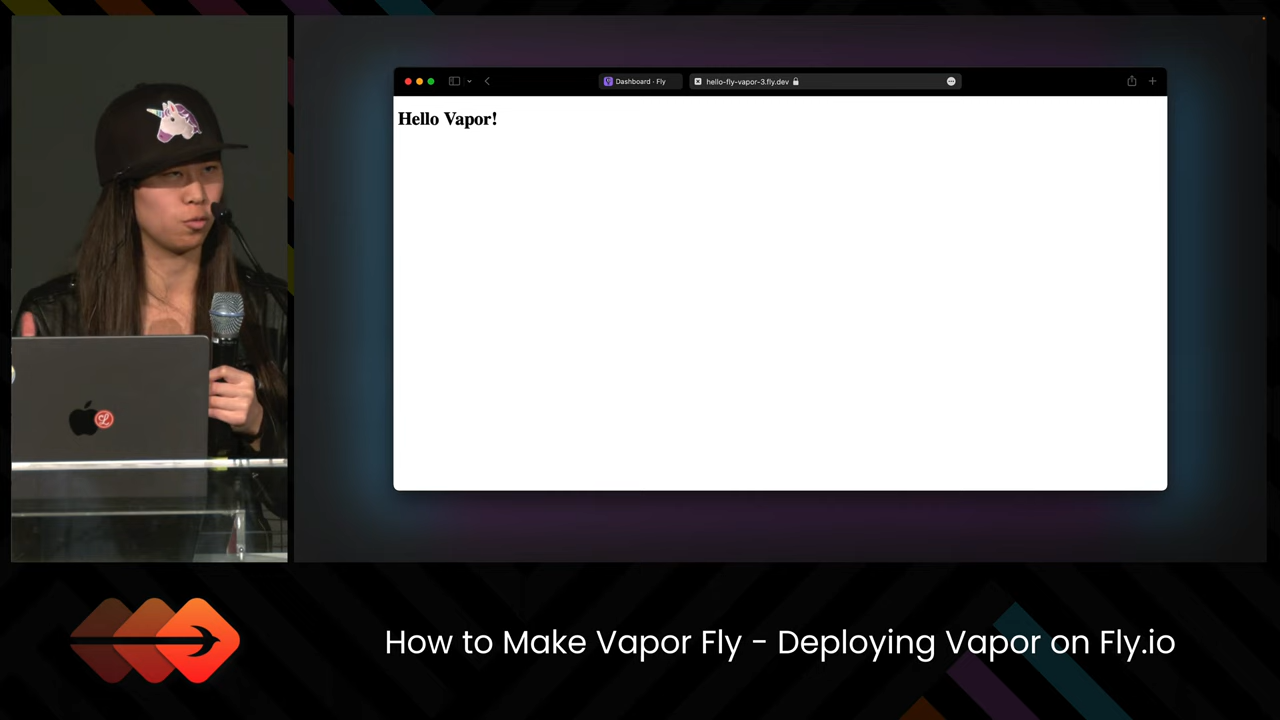 Dashboard - Fly
hello-fly-vapor-3.fly.dev
Hello Vapor!
How to Make Vapor Fly - Deploying Vapor on Fly.io